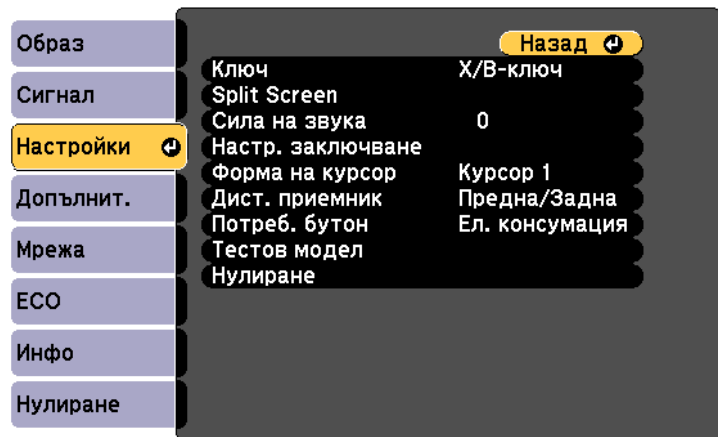 Образ
Сигнал
Настройки
Допълнит.
Мрежа
ECO
Инфо
Нулиране
Назад
Ключ Х/В-ключ
Split Screen
Сила на звука 0
Настр. заключване
Форма на курсор Курсор 1
Дист. приемник Предна/Задна
Потреб. бутон Ел. консумация
Тестов модел
Нулиране